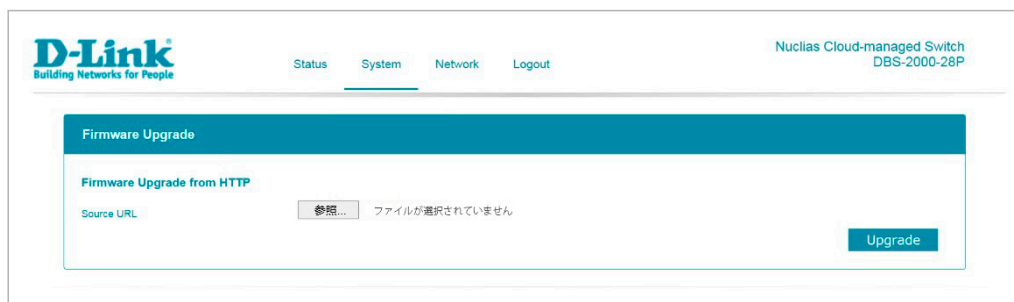 D-Link
Building Networks for People
Status System Network Logout
Nuclias Cloud-managed Switch
DBS-2000-28P
Firmware Upgrade
Firmware Upgrade from HTTP
Source URL 参照... ファイルが選択されていません
Upgrade